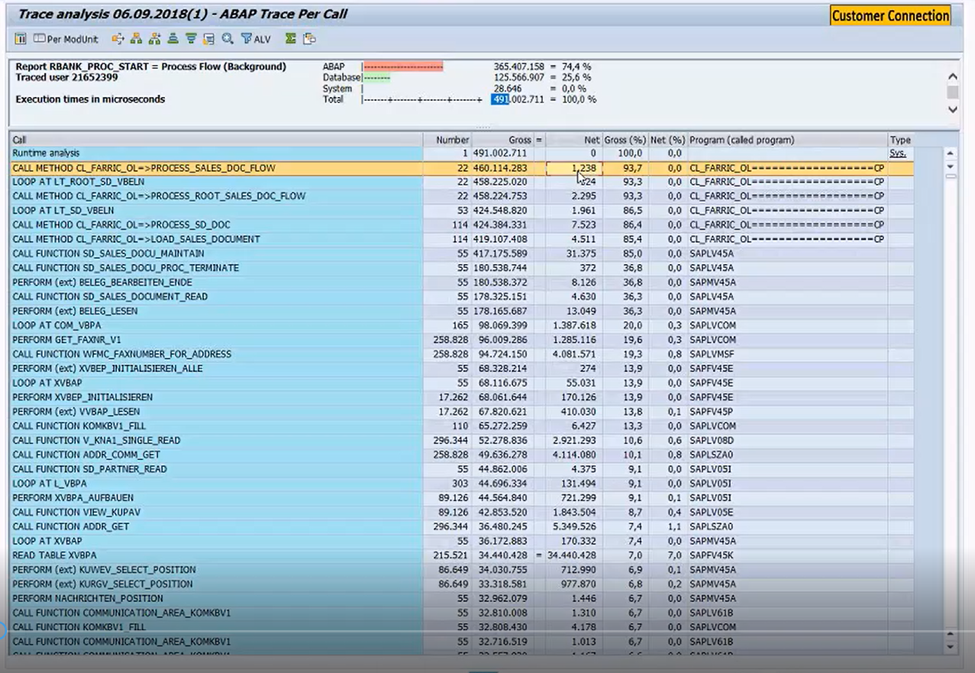 Trace analysis 06.09.2018(1) - ABAP Trace Per Call
Customer Connection
Per ModUnit ALV
Report RBANK_PROC_START = Process Flow (Background) ABAP 365.407.158 = 74,4 %
Traced user 21652399 Database 125.566.907 = 25,6 %
System 28.646 = 0,0 %
Execution times in microseconds Total 491.002.711 = 100,0 %
Call Number Gross = Net Gross (%) Net (%) Program (called program) Type
Runtime analysis 1 491.002.711 0 100,0 0,0 Sys.
CALL METHOD CL_FARRIC_OL=>PROCESS_SALES_DOC_FLOW 22 460.114.283 1.238 93,7 0,0 CL_FARRIC_OL====================CP
LOOP AT LT_ROOT_SD_VBELN 22 458.225.020 93,3 0,0 CL_FARRIC_OL====================CP
CALL METHOD CL_FARRIC_OL=>PROCESS_ROOT_SALES_DOC_FLOW 22 458.224.753 2.295 93,3 0,0 CL_FARRIC_OL====================CP
LOOP AT LT_SD_VBELN 53 424.548.820 1.961 86,5 0,0 CL_FARRIC_OL====================CP
CALL METHOD CL_FARRIC_OL=>PROCESS_SD_DOC 114 424.384.331 7.523 86,4 0,0 CL_FARRIC_OL====================CP
CALL METHOD CL_FARRIC_OL=>LOAD_SALES_DOCUMENT 114 419.107.408 4.511 85,4 0,0 CL_FARRIC_OL====================CP
CALL FUNCTION SD_SALES_DOCU_MAINTAIN 55 417.175.589 31.375 85,0 0,0 SAPLV45A
CALL FUNCTION SD_SALES_DOCU_PROC_TERMINATE 55 180.538.744 372 36,8 0,0 SAPLV45A
PERFORM (ext) BELEG_BEARBEITEN_ENDE 55 180.538.372 8.126 36,8 0,0 SAPMV45A
CALL FUNCTION SD_SALES_DOCUMENT_READ 55 178.325.151 4.630 36,3 0,0 SAPLV45A
PERFORM (ext) BELEG_LESEN 55 178.165.687 13.049 36,3 0,0 SAPMV45A
LOOP AT COM_VBPA 165 98.069.399 1.387.618 20,0 0,3 SAPLVCOM
PERFORM GET_FAXNR_V1 258.828 96.009.286 1.285.116 19,6 0,3 SAPLVCOM
CALL FUNCTION WFMC_FAXNUMBER_FOR_ADDRESS 258.828 94.724.150 4.081.571 19,3 0,8 SAPLVMSF
PERFORM (ext) XVBEP_INITIALISIEREN_ALLE 55 68.328.214 274 13,9 0,0 SAPFV45E
LOOP AT XVBAP 55 68.116.675 55.031 13,9 0,0 SAPFV45E
PERFORM XVBEP_INITIALISIEREN 17.262 68.061.644 170.126 13,9 0,0 SAPFV45E
PERFORM (ext) VVBAP_LESEN 17.262 67.820.621 410.030 13,8 0,1 SAPFV45P
CALL FUNCTION KOMKBV1_FILL 110 65.272.259 6.427 13,3 0,0 SAPLVCOM
CALL FUNCTION V_KNA1_SINGLE_READ 296.344 52.278.836 2.921.293 10,6 0,6 SAPLV08D
CALL FUNCTION ADDR_COMM_GET 258.828 49.636.278 4.114.080 10,1 0,8 SAPLSZA0
CALL FUNCTION SD_PARTNER_READ 55 44.862.006 4.375 9,1 0,0 SAPLV05I
LOOP AT L_VBPA 303 44.696.334 131.494 9,1 0,0 SAPLV05I
PERFORM XVBPA_AUFBAUEN 89.126 44.564.840 721.299 9,1 0,1 SAPLV05I
CALL FUNCTION VIEW_KUPAV 89.126 42.853.520 1.843.504 8,7 0,4 SAPLV05E
CALL FUNCTION ADDR_GET 296.344 36.480.245 5.349.526 7,4 1,1 SAPLSZA0
LOOP AT XVBAP 55 36.172.883 170.332 7,4 0,0 SAPMV45A
READ TABLE XVBPA 215.521 34.440.428 = 34.440.428 7,0 7,0 SAPFV45K
PERFORM (ext) KUWEV_SELECT_POSITION 86.649 34.030.755 712.990 6,9 0,1 SAPMV45A
PERFORM (ext) KURGV_SELECT_POSITION 86.649 33.318.581 977.870 6,8 0,2 SAPMV45A
PERFORM NACHRICHTEN_POSITION 55 32.962.079 1.446 6,7 0,0 SAPMV45A
CALL FUNCTION COMMUNICATION_AREA_KOMKBV1 55 32.810.008 1.310 6,7 0,0 SAPLV61B
CALL FUNCTION KOMKBV1_FILL 55 32.808.430 4.178 6,7 0,0 SAPLVCOM
CALL FUNCTION COMMUNICATION_AREA_KOMKBV1 55 32.716.519 1.013 6,7 0,0 SAPLV61B